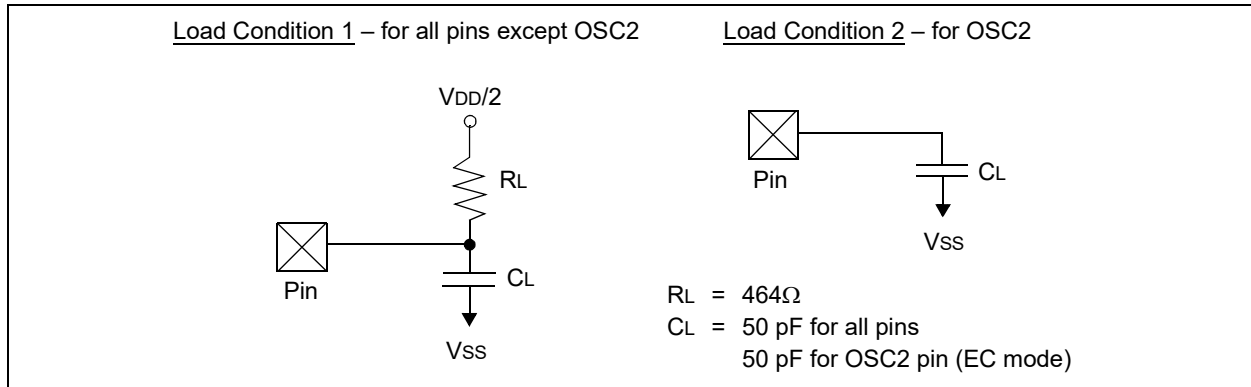 Load Condition 1 – for all pins except OSC2
VDD/2
RL
Pin
CL
VSS
Load Condition 2 – for OSC2
Pin
CL
VSS
RL = 464Ω
CL = 50 pF for all pins
50 pF for OSC2 pin (EC mode)